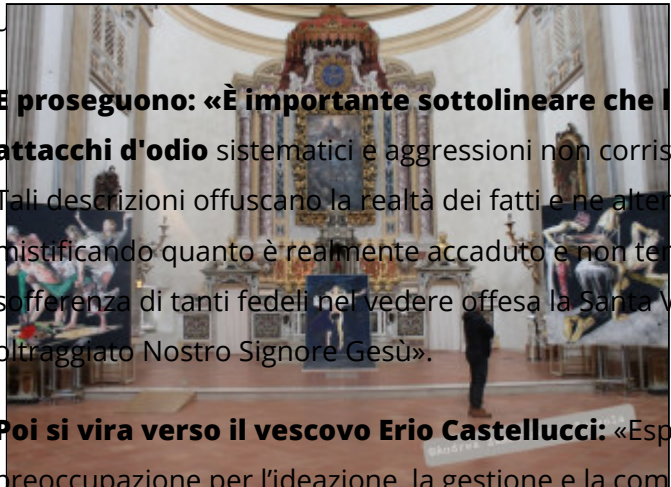 E proseguono: «È importante sottolineare che l
attacchi d'odio sistematici e aggressioni non corris
Tali descrizioni offuscano la realtà dei fatti e ne alter
mistificando quanto è realmente accaduto e non ten
sofferenza di tanti fedeli nel vedere offesa la Santa V
oltraggiato Nostro Signore Gesù».
Poi si vira verso il vescovo Erio Castellucci: «Esp
©Andrea
preoccupazione per l'ideazione, la gestione e la com